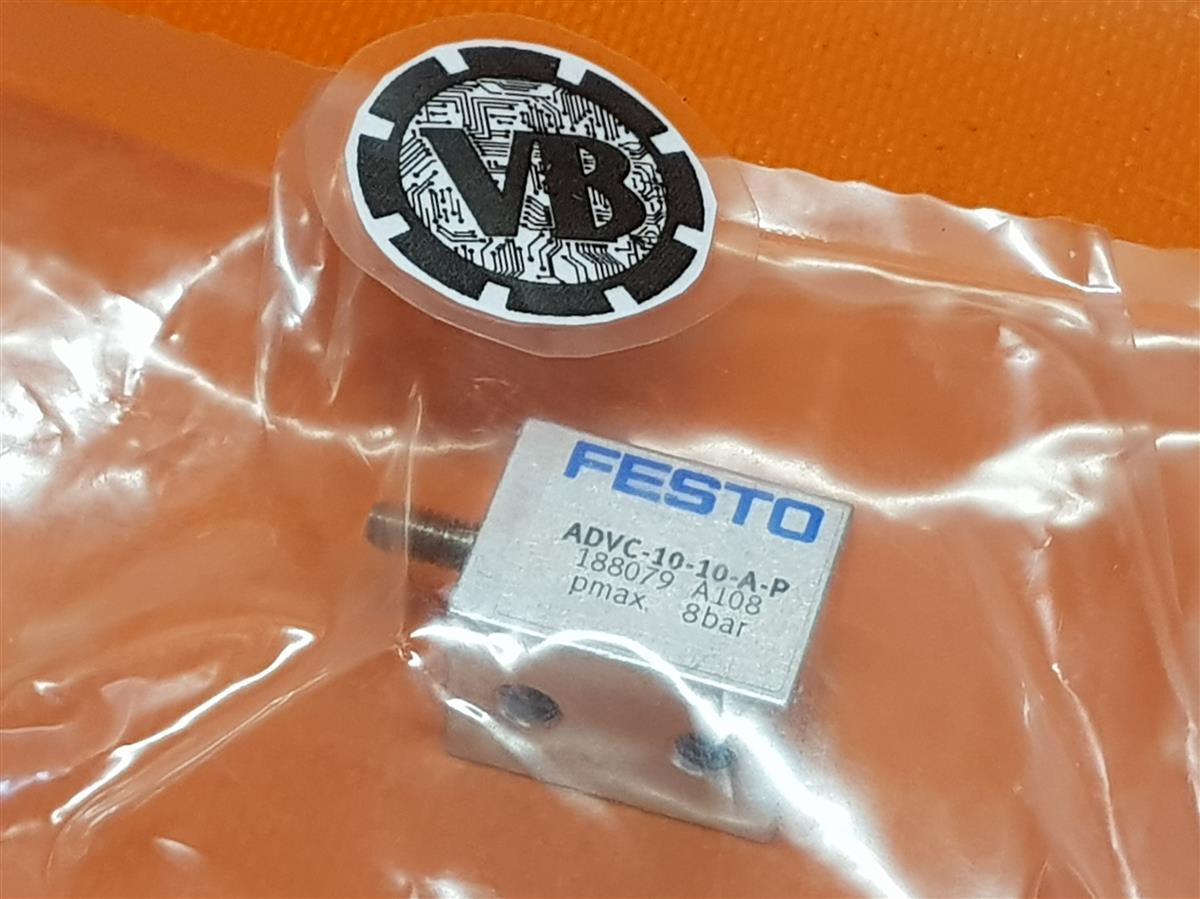 VB
FESTO
ADVC-10-10-A-P
188079 A108
pmax. 8bar